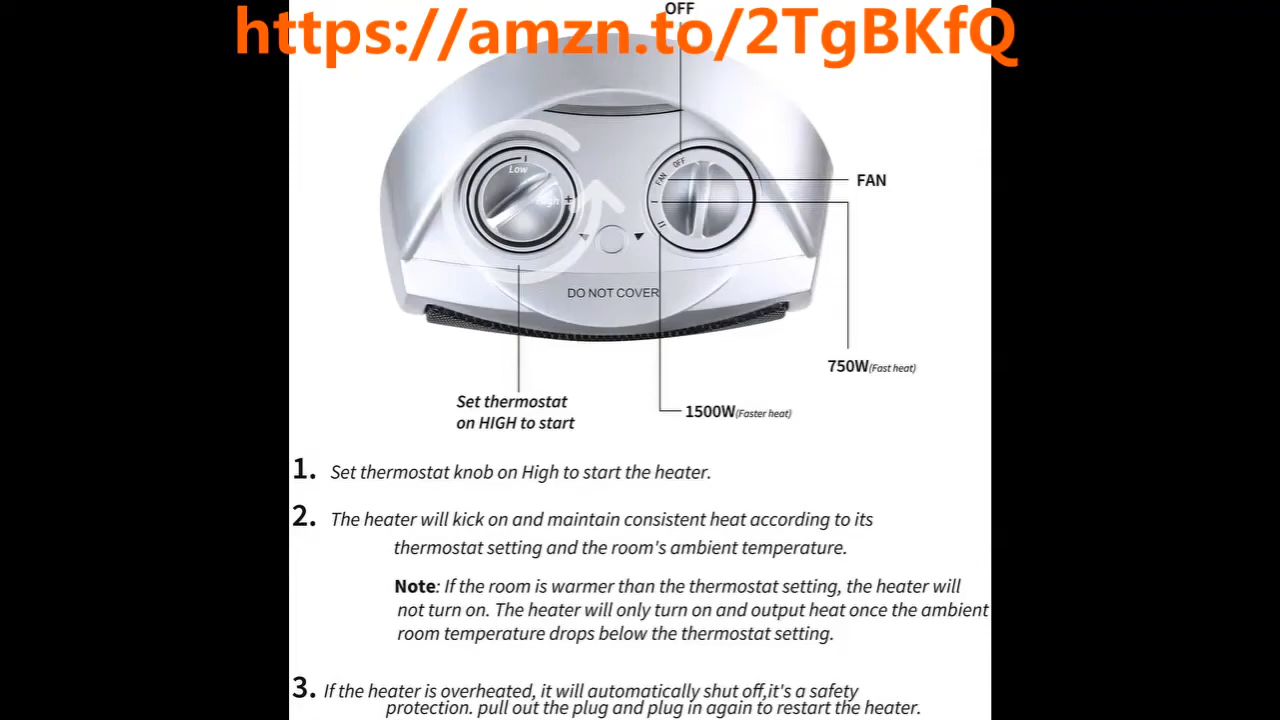 OFF
https://amzn.to/2TgBKfQ
Low
High +
OFF
FAN
I
II
FAN
DO NOT COVER
750W(Fast heat)
Set thermostat
on HIGH to start
1500W(Faster heat)
1. Set thermostat knob on High to start the heater.
2. The heater will kick on and maintain consistent heat according to its
thermostat setting and the room's ambient temperature.
Note: If the room is warmer than the thermostat setting, the heater will
not turn on. The heater will only turn on and output heat once the ambient
room temperature drops below the thermostat setting.
3. If the heater is overheated, it will automatically shut off,it's a safety
protection. pull out the plug and plug in again to restart the heater.